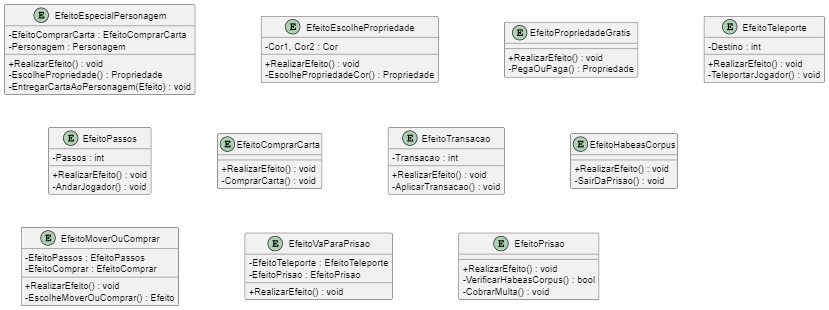 E EfeitoEspecialPersonagem
-EfeitoComprarCarta : EfeitoComprarCarta
-Personagem : Personagem
+RealizarEfeito() : void
-EscolhePropriedade() : Propriedade
-EntregarCartaAoPersonagem(Efeito) : void
E EfeitoEscolhePropriedade
-Cor1, Cor2 : Cor
+RealizarEfeito() : void
-EscolhePropriedadeCor() : Propriedade
E EfeitoPropriedadeGratis
+RealizarEfeito() : void
-PegaOuPaga() : Propriedade
E EfeitoTeleporte
-Destino : int
+RealizarEfeito() : void
-TeleportarJogador() : void
E EfeitoPassos
-Passos : int
+RealizarEfeito() : void
-AndarJogador() : void
E EfeitoComprarCarta
+RealizarEfeito() : void
-ComprarCarta() : void
E EfeitoTransacao
-Transacao : int
+RealizarEfeito() : void
-AplicarTransacao() : void
E EfeitoHabeasCorpus
+RealizarEfeito() : void
-SairDaPrisao() : void
E EfeitoMoverOuComprar
-EfeitoPassos : EfeitoPassos
-EfeitoComprar : EfeitoComprar
+RealizarEfeito() : void
-EscolheMoverOuComprar() : Efeito
E EfeitoVaParaPrisao
-EfeitoTeleporte : EfeitoTeleporte
-EfeitoPrisao : EfeitoPrisao
+RealizarEfeito() : void
E EfeitoPrisao
+RealizarEfeito() : void
-VerificarHabeasCorpus() : bool
-CobrarMulta() : void